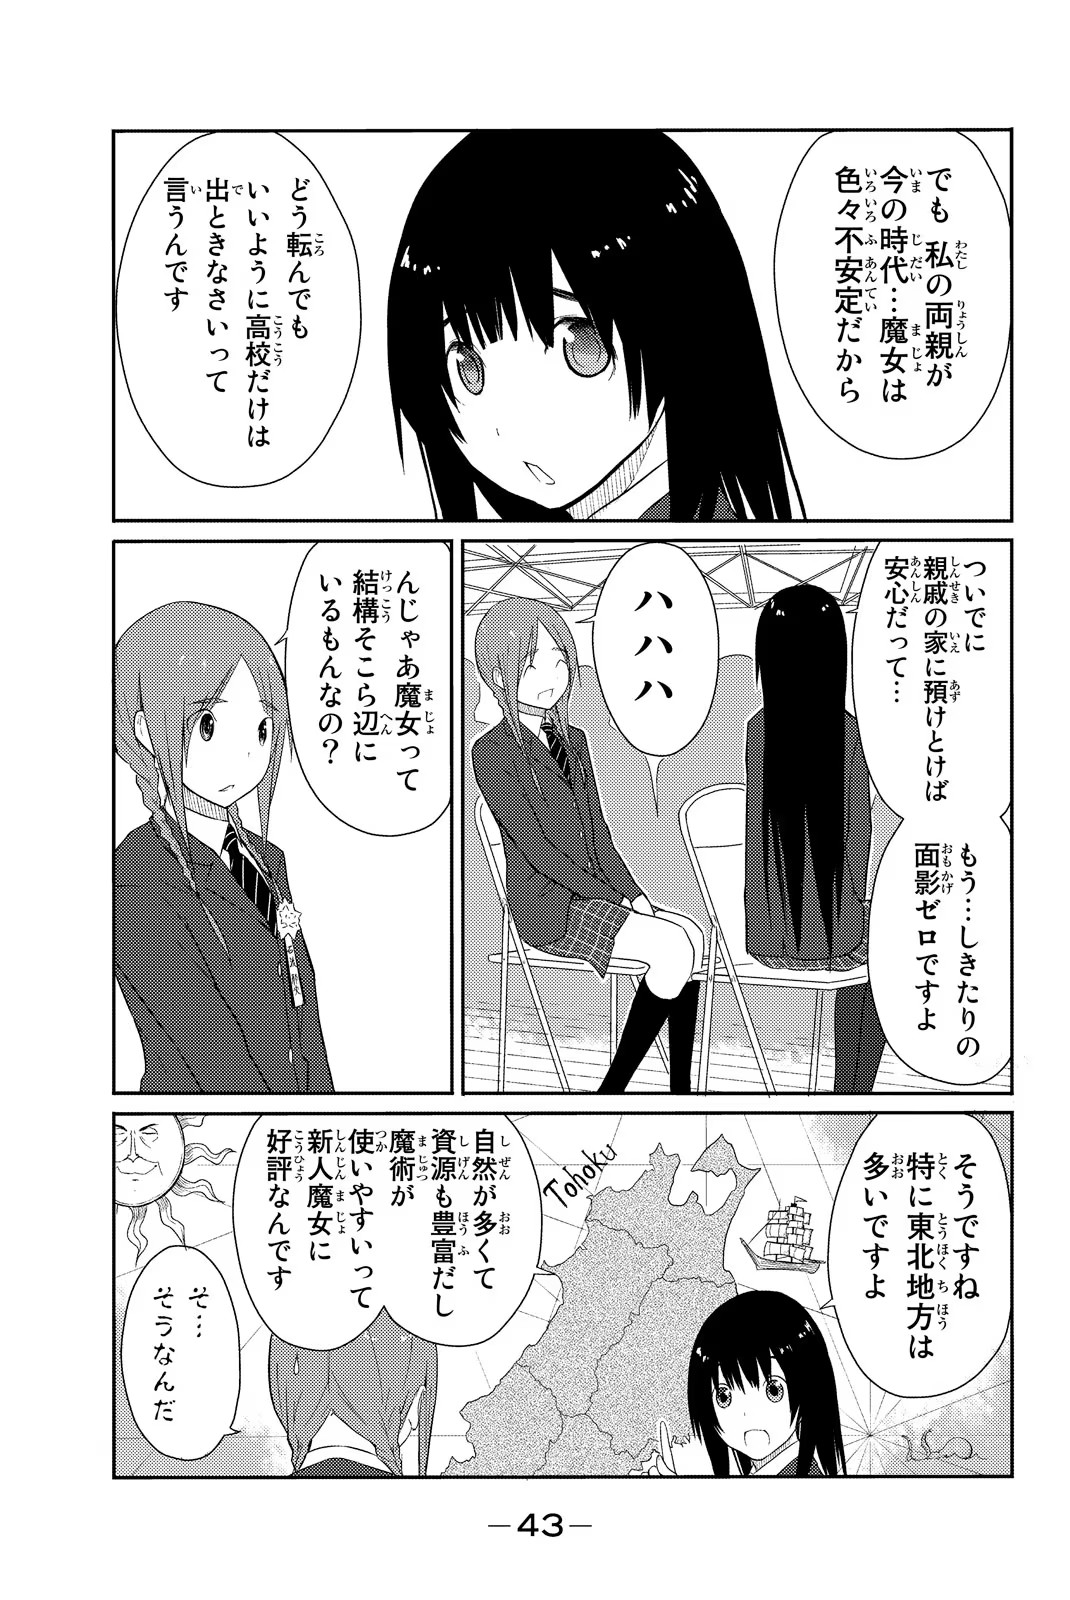 でも 私の両親が
今の時代…魔女は
色々不安定だから
どう転んでも
いいように高校だけは
出ときなさいって
言うんです
ついでに
親戚の家に預けとけば
安心だって…
もう…しきたりの
面影ゼロですよ
ハハハ
んじゃあ魔女って
結構そこら辺に
いるもんなの?
そうですね
特に東北地方は
多いですよ
Tohoku
自然が多くて
資源も豊富だし
魔術が
使いやすいって
新人魔女に
好評なんです
そ…
そうなんだ
—43—